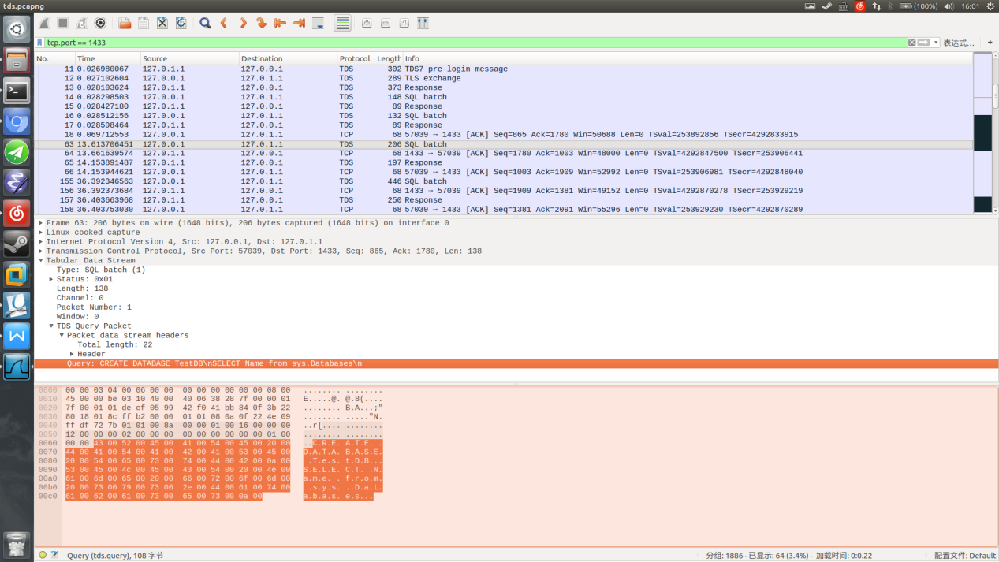 tds.pcapng
(100%)
16:01
tcp.port == 1433
表达式…
+
No. Time Source Destination Protocol Length Info
11 0.026980067 127.0.1.1 127.0.0.1 TDS 302 TDS7 pre-login message
12 0.027102604 127.0.0.1 127.0.1.1 TDS 289 TLS exchange
13 0.028103624 127.0.1.1 127.0.0.1 TDS 373 Response
14 0.028298503 127.0.0.1 127.0.1.1 TDS 148 SQL batch
15 0.028427180 127.0.1.1 127.0.0.1 TDS 89 Response
16 0.028512156 127.0.0.1 127.0.1.1 TDS 132 SQL batch
17 0.028598464 127.0.1.1 127.0.0.1 TDS 89 Response
18 0.069712553 127.0.0.1 127.0.1.1 TCP 68 57039 → 1433 [ACK] Seq=865 Ack=1780 Win=50688 Len=0 TSval=253892856 TSecr=4292833915
63 13.613706451 127.0.0.1 127.0.1.1 TDS 206 SQL batch
64 13.661639574 127.0.1.1 127.0.0.1 TCP 68 1433 → 57039 [ACK] Seq=1780 Ack=1003 Win=48000 Len=0 TSval=4292847500 TSecr=253906441
65 14.153891487 127.0.1.1 127.0.0.1 TDS 197 Response
66 14.153944621 127.0.0.1 127.0.1.1 TCP 68 57039 → 1433 [ACK] Seq=1003 Ack=1909 Win=52992 Len=0 TSval=253906981 TSecr=4292848040
155 36.392346563 127.0.0.1 127.0.1.1 TDS 446 SQL batch
156 36.392373684 127.0.1.1 127.0.0.1 TCP 68 1433 → 57039 [ACK] Seq=1909 Ack=1381 Win=49152 Len=0 TSval=4292870278 TSecr=253929219
157 36.403663968 127.0.1.1 127.0.0.1 TDS 250 Response
158 36.403753030 127.0.0.1 127.0.1.1 TCP 68 57039 → 1433 [ACK] Seq=1381 Ack=2091 Win=55296 Len=0 TSval=253929230 TSecr=4292870289
Frame 63: 206 bytes on wire (1648 bits), 206 bytes captured (1648 bits) on interface 0
Linux cooked capture
Internet Protocol Version 4, Src: 127.0.0.1, Dst: 127.0.1.1
Transmission Control Protocol, Src Port: 57039, Dst Port: 1433, Seq: 865, Ack: 1780, Len: 138
Tabular Data Stream
Type: SQL batch (1)
Status: 0x01
Length: 138
Channel: 0
Packet Number: 1
Window: 0
TDS Query Packet
Packet data stream headers
Total length: 22
Header
Query: CREATE DATABASE TestDB\nSELECT Name from sys.Databases\n
0000 00 00 03 04 00 06 00 00 00 00 00 00 00 00 08 00 ........ ........
0010 45 00 00 be 03 10 40 00 40 06 38 28 7f 00 00 01 E.....@. @.8(....
0020 7f 00 01 01 de cf 05 99 42 f0 41 bb 84 0f 3b 22 ........ B.A...;"
0030 80 18 01 8c ff b2 00 00 01 01 08 0a 0f 22 4e 09 ........ ....."N.
0040 ff df 72 7b 01 01 00 8a 00 00 01 00 16 00 00 00 ..r{.... ........
0050 12 00 00 00 02 00 00 00 00 00 00 00 00 00 01 00 ........ ........
0060 00 00 43 00 52 00 45 00 41 00 54 00 45 00 20 00 ..C.R.E. A.T.E. .
0070 44 00 41 00 54 00 41 00 42 00 41 00 53 00 45 00 D.A.T.A. B.A.S.E.
0080 20 00 54 00 65 00 73 00 74 00 44 00 42 00 0a 00 .T.e.s. t.D.B...
0090 53 00 45 00 4c 00 45 00 43 00 54 00 20 00 4e 00 S.E.L.E. C.T. .N.
00a0 61 00 6d 00 65 00 20 00 66 00 72 00 6f 00 6d 00 a.m.e. . f.r.o.m.
00b0 20 00 73 00 79 00 73 00 2e 00 44 00 61 00 74 00 .s.y.s. ..D.a.t.
00c0 61 00 62 00 61 00 73 00 65 00 73 00 0a 00 a.b.a.s. e.s...
Query (tds.query), 108 字节
分组: 1886 · 已显示: 64 (3.4%) · 加载时间: 0:0.22
配置文件: Default